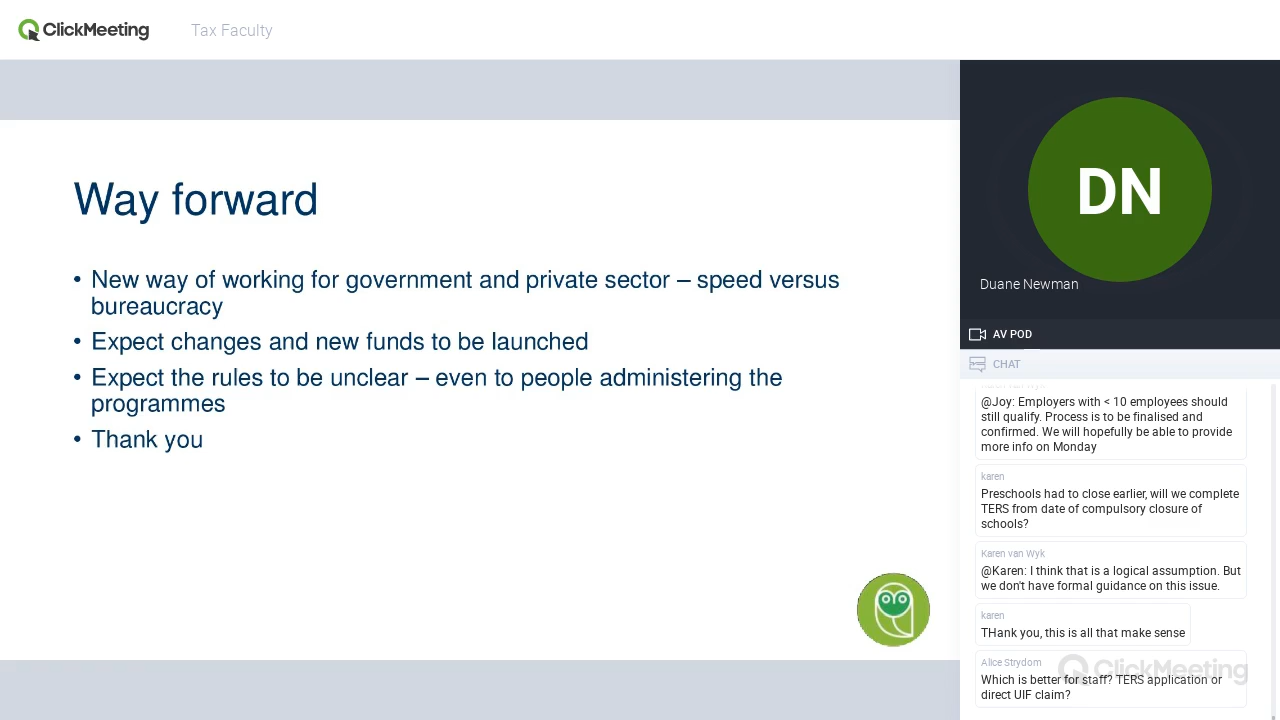 ClickMeeting
Tax Faculty
Way forward
• New way of working for government and private sector – speed versus
bureaucracy
• Expect changes and new funds to be launched
• Expect the rules to be unclear – even to people administering the
programmes
• Thank you
DN
Duane Newman
AV POD
CHAT
@Joy: Employers with < 10 employees should
still qualify. Process is to be finalised and
confirmed. We will hopefully be able to provide
more info on Monday
karen
Preschools had to close earlier, will we complete
TERS from date of compulsory closure of
schools?
Karen van Wyk
@Karen: I think that is a logical assumption. But
we don't have formal guidance on this issue.
karen
THank you, this is all that make sense
Alice Strydom
Which is better for staff? TERS application or
direct UIF claim?
ClickMeeting